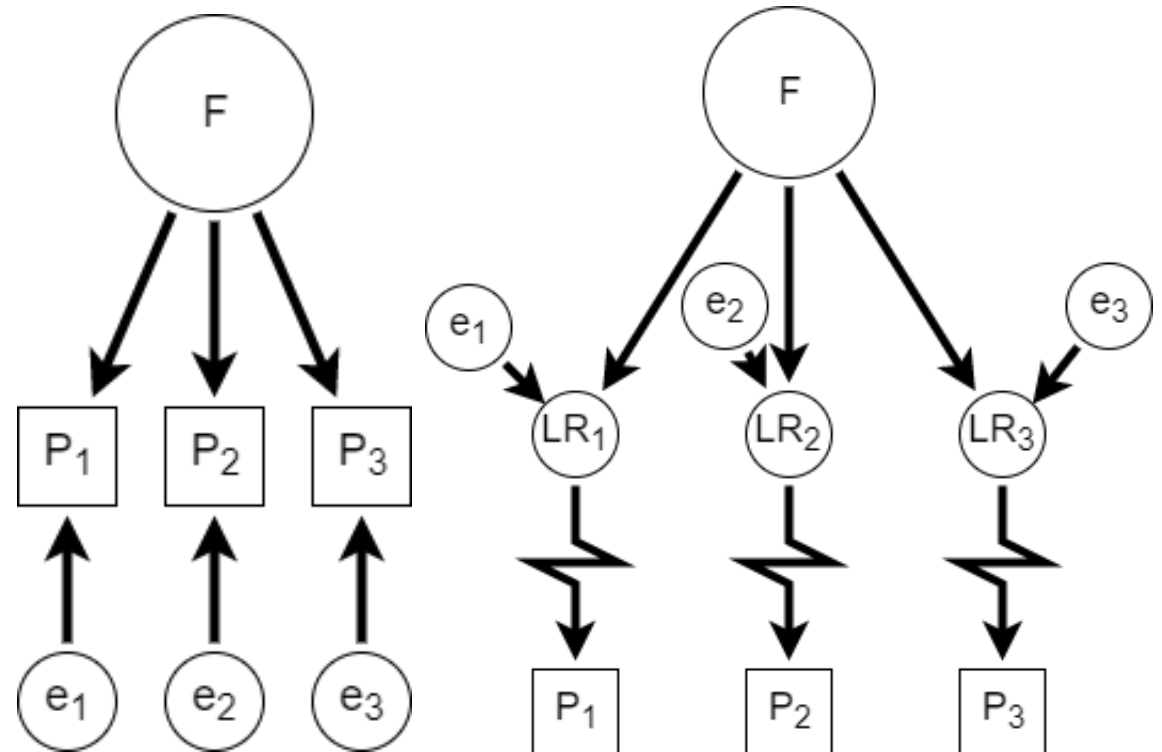 F
P₁ P₂ P₃
e₁ e₂ e₃
F
e₁ e₂ e₃
LR₁ LR₂ LR₃
P₁ P₂ P₃